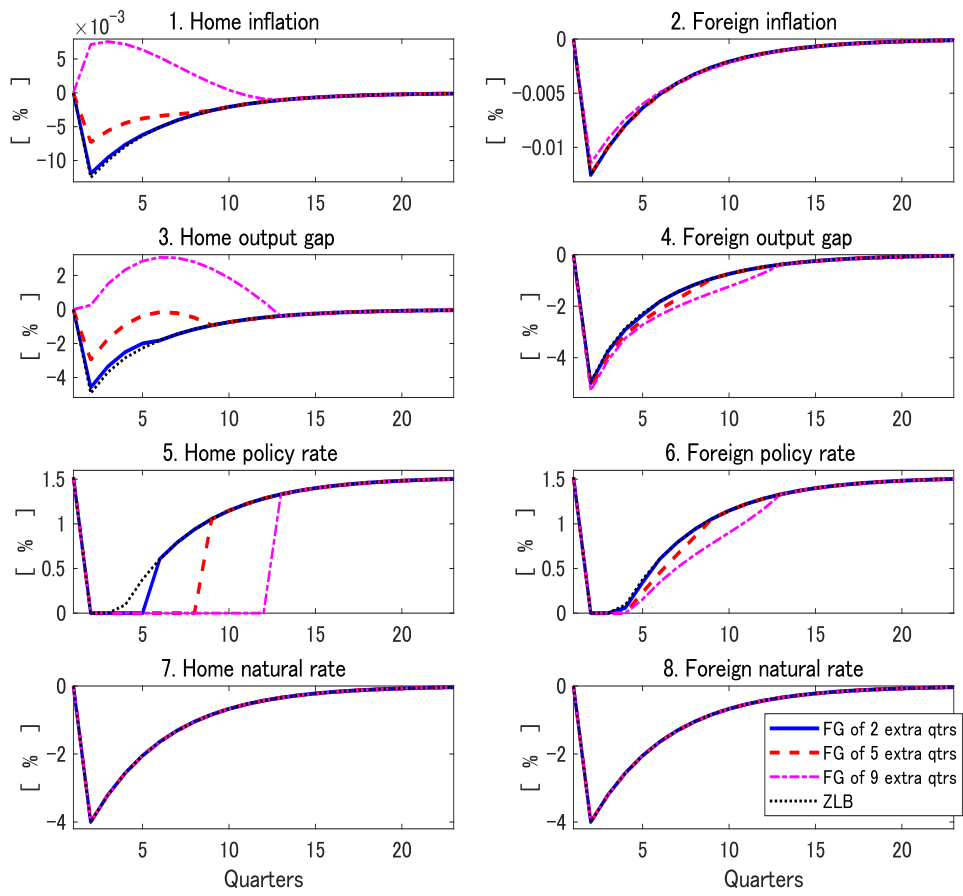 1. Home inflation
×10⁻³
5
0
-5
-10
[ % ]
5 10 15 20
2. Foreign inflation
0
-0.005
-0.01
[ % ]
5 10 15 20
3. Home output gap
2
0
-2
-4
[ % ]
5 10 15 20
4. Foreign output gap
0
-2
-4
[ % ]
5 10 15 20
5. Home policy rate
1.5
1
0.5
0
[ % ]
5 10 15 20
6. Foreign policy rate
1.5
1
0.5
0
[ % ]
5 10 15 20
7. Home natural rate
0
-2
-4
[ % ]
5 10 15 20
Quarters
8. Foreign natural rate
0
-2
-4
[ % ]
FG of 2 extra qtrs
FG of 5 extra qtrs
FG of 9 extra qtrs
ZLB
5 10 15 20
Quarters